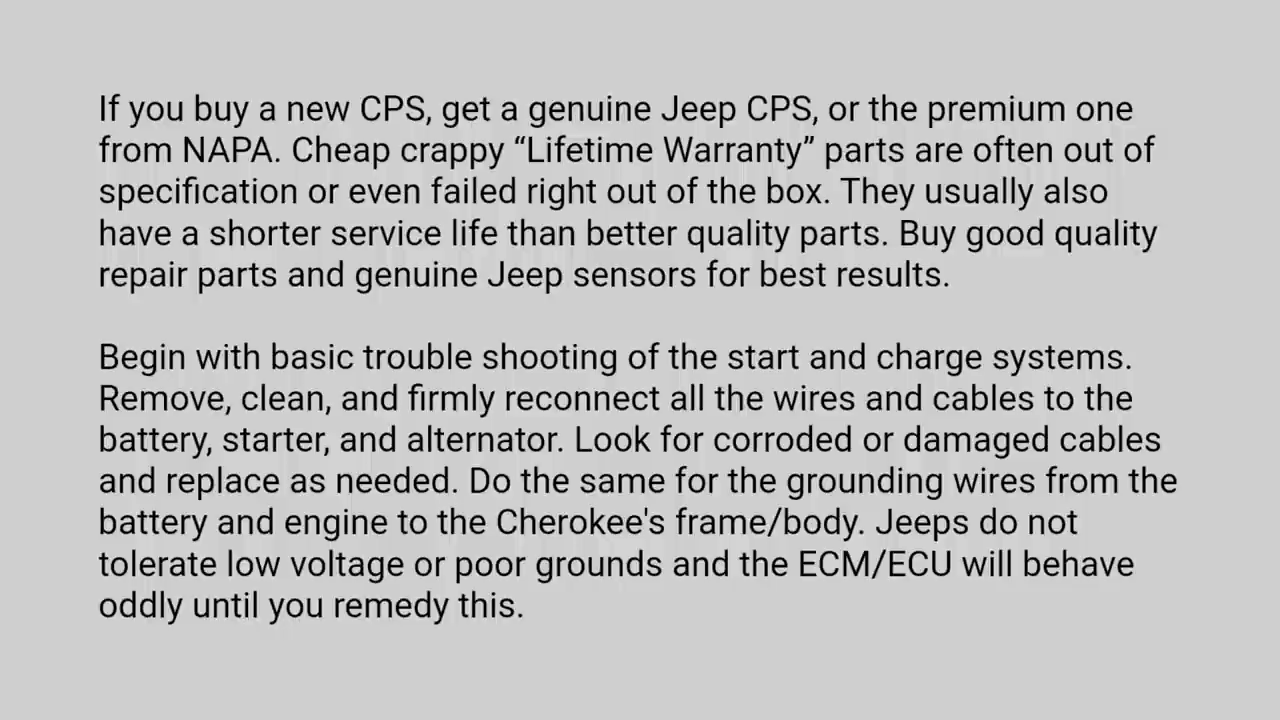 If you buy a new CPS, get a genuine Jeep CPS, or the premium one
from NAPA. Cheap crappy “Lifetime Warranty” parts are often out of
specification or even failed right out of the box. They usually also
have a shorter service life than better quality parts. Buy good quality
repair parts and genuine Jeep sensors for best results.
Begin with basic trouble shooting of the start and charge systems.
Remove, clean, and firmly reconnect all the wires and cables to the
battery, starter, and alternator. Look for corroded or damaged cables
and replace as needed. Do the same for the grounding wires from the
battery and engine to the Cherokee's frame/body. Jeeps do not
tolerate low voltage or poor grounds and the ECM/ECU will behave
oddly until you remedy this.